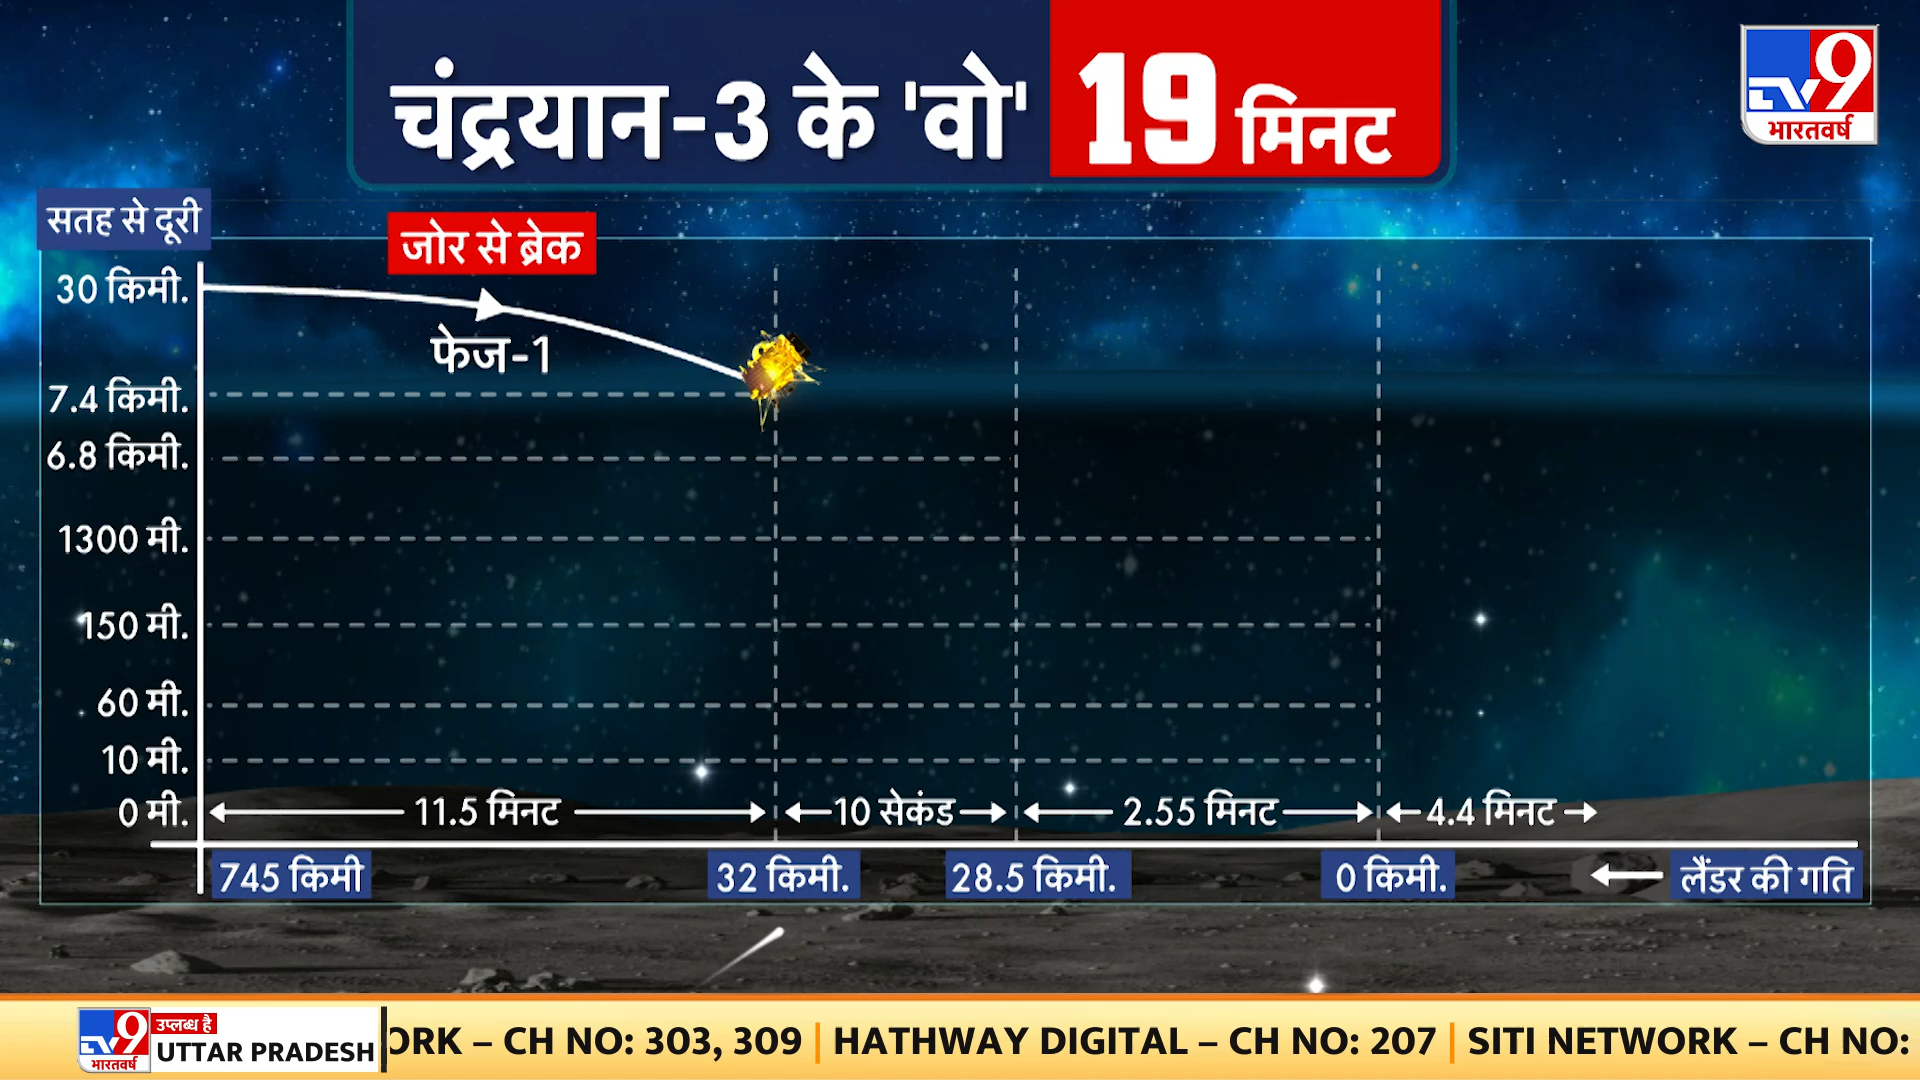 चंद्रयान-3 के 'वो' 19 मिनट
TV9
भारतवर्ष
सतह से दूरी
जोर से ब्रेक
30 किमी.
फेज-1
7.4 किमी.
6.8 किमी.
1300 मी.
150 मी.
60 मी.
10 मी.
0 मी.
11.5 मिनट
10 सेकंड
2.55 मिनट
4.4 मिनट
745 किमी
32 किमी.
28.5 किमी.
0 किमी.
लैंडर की गति
TV9
भारतवर्ष
उपलब्ध है
UTTAR PRADESH
ORK – CH NO: 303, 309 | HATHWAY DIGITAL – CH NO: 207 | SITI NETWORK – CH NO: